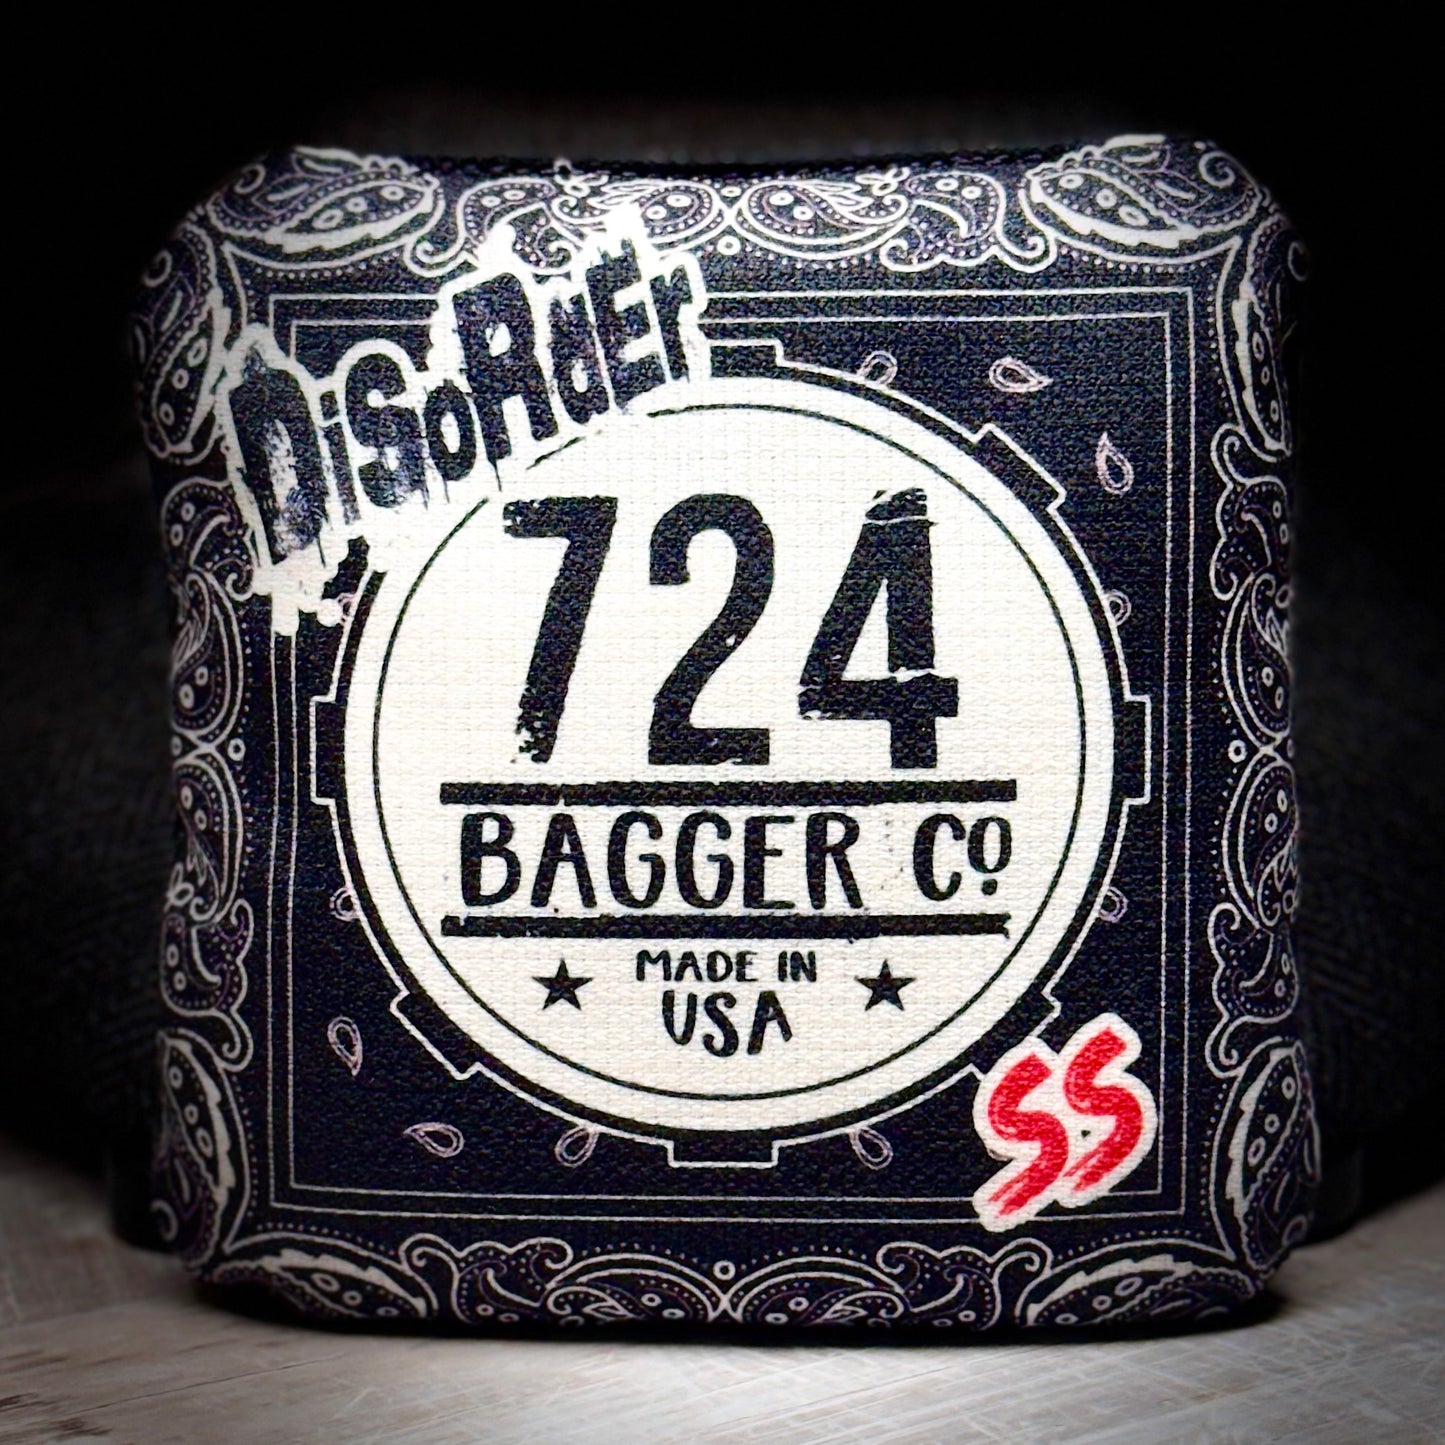 DiSoRdEr
724
BAGGER Co
MADE IN
USA
SS